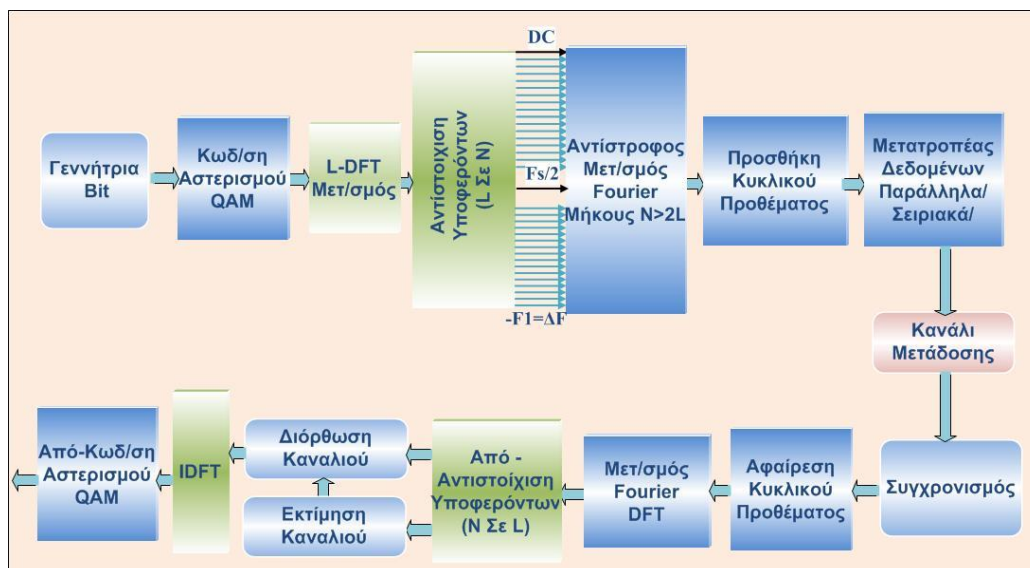 Γεννήτρια
Bit
Κωδ/ση
Αστερισμού
QAM
L-DFT
Μετ/σμός
Αντίστοιχιση
Υποφερόντων
(L Σε N)
DC
Fs/2
-F1=ΔF
Αντίστροφος
Μετ/σμός
Fourier
Μήκους N>2L
Προσθήκη
Κυκλικού
Προθέματος
Μετατροπέας
Δεδομένων
Παράλληλα/
Σειριακά/
Κανάλι
Μετάδοσης
Συγχρονισμός
Αφαίρεση
Κυκλικού
Προθέματος
Μετ/σμός
Fourier
DFT
Από -
Αντιστοίχιση
Υποφερόντων
(N Σε L)
Διόρθωση
Καναλιού
Εκτίμηση
Καναλιού
IDFT
Από-Κωδ/ση
Αστερισμού
QAM